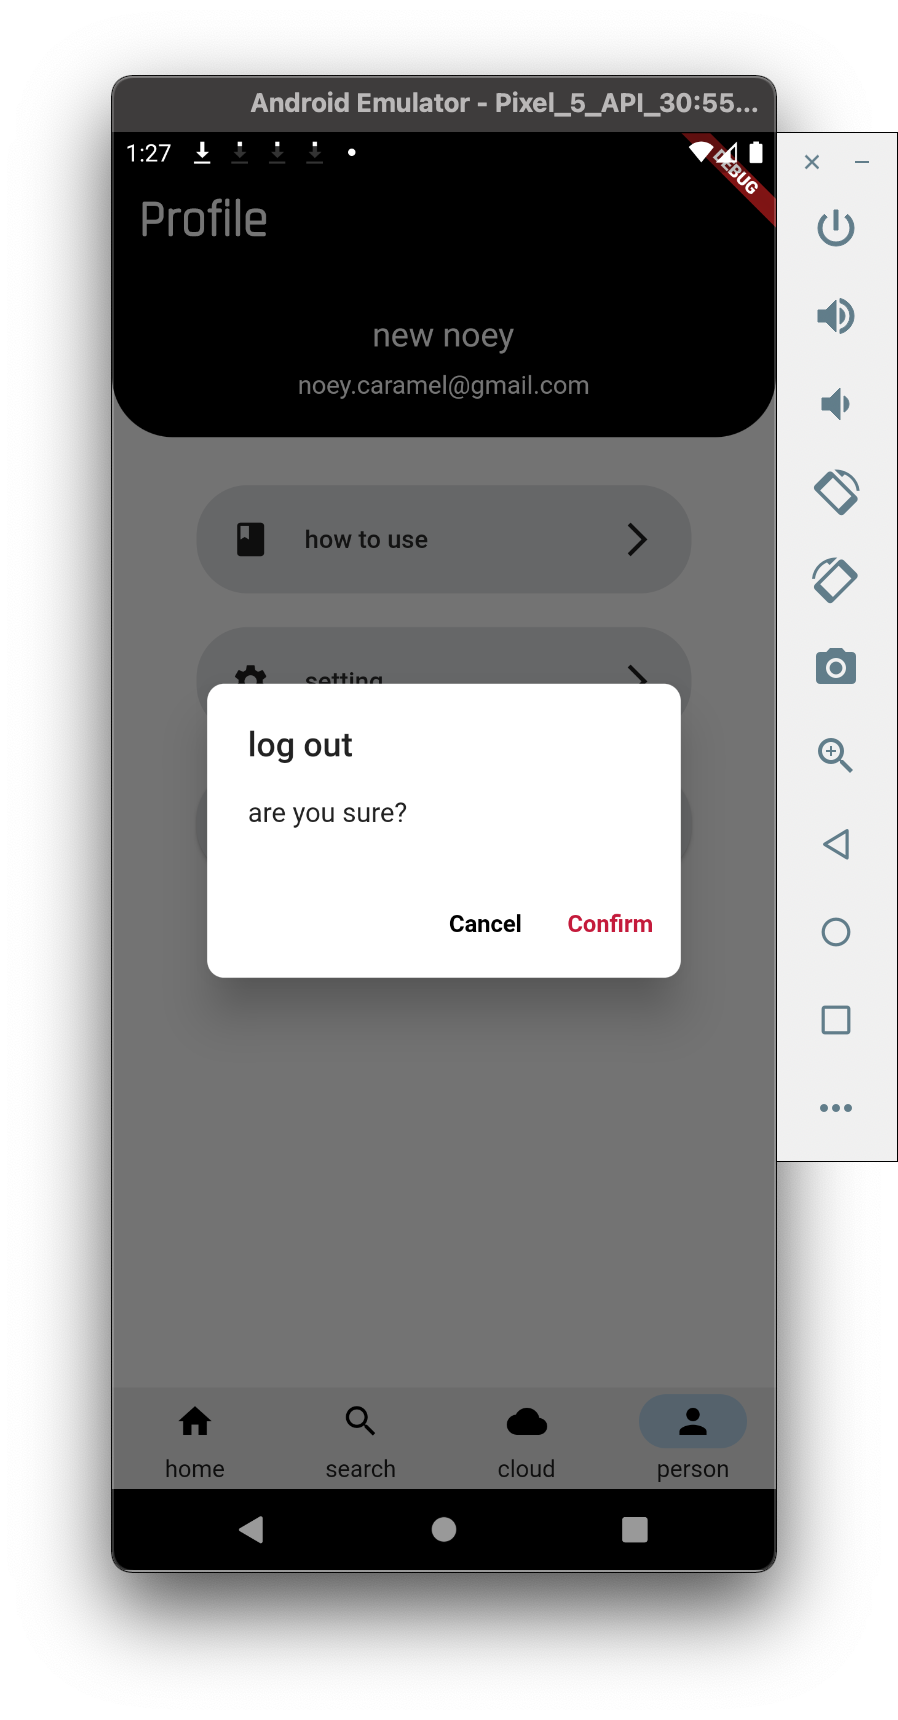 Android Emulator - Pixel_5_API_30:55...
1:27
DEBUG
Profile
new noey
noey.caramel@gmail.com
how to use
setting
log out
are you sure?
Cancel
Confirm
home
search
cloud
person